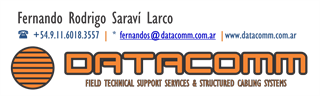 Fernando Rodrigo Saraví Larco
☎ +54.9.11.6018.3557 | * fernandos@datacomm.com.ar | www.datacomm.com.ar
DATACOMM
FIELD TECHNICAL SUPPORT SERVICES & STRUCTURED CABLING SYSTEMS